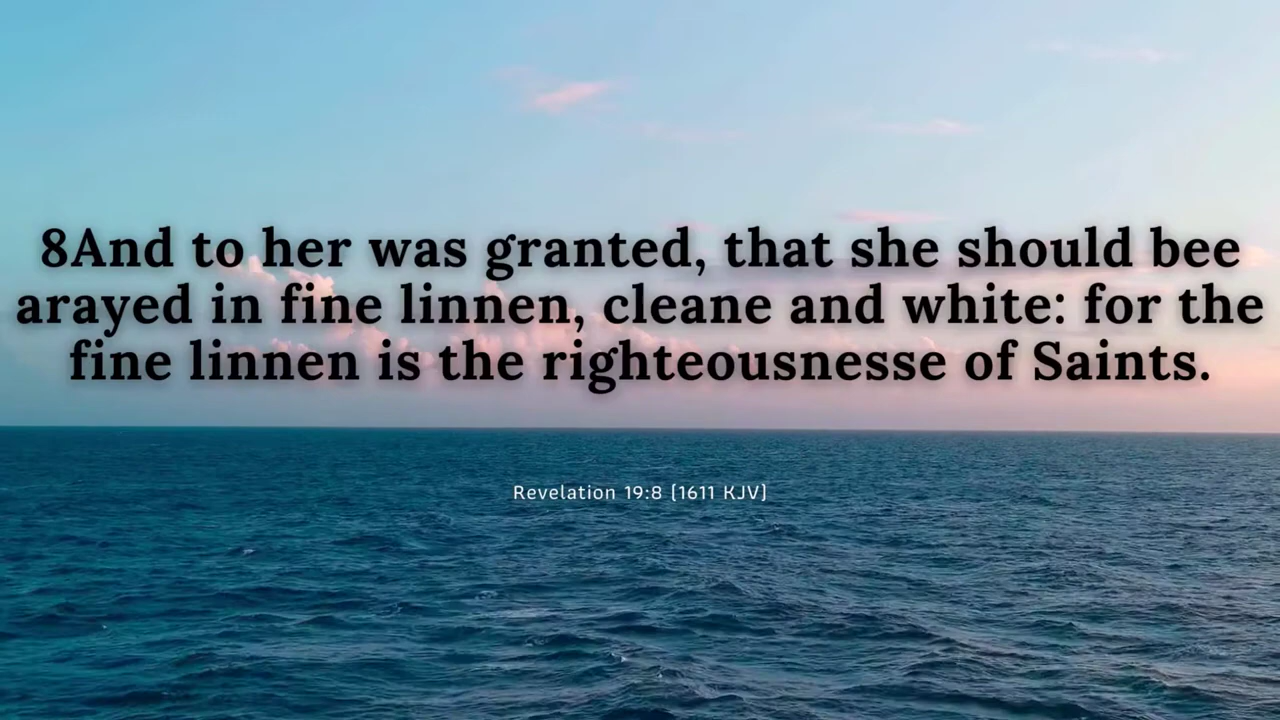 8And to her was granted, that she should bee
arayed in fine linnen, cleane and white: for the
fine linnen is the righteousnesse of Saints.
Revelation 19:8 [1611 KJV]